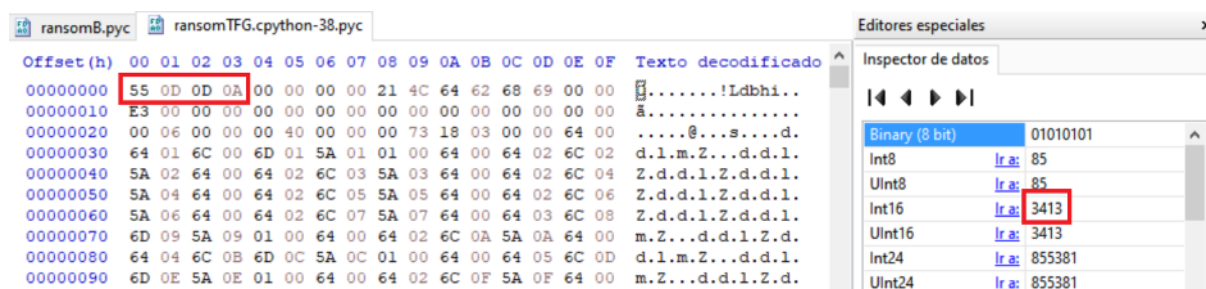 ransomB.pyc ransomTFG.cpython-38.pyc
Offset(h) 00 01 02 03 04 05 06 07 08 09 0A 0B 0C 0D 0E 0F Texto decodificado
00000000 55 0D 0D 0A 00 00 00 00 21 4C 64 62 68 69 00 00 U.......!Ldbhi..
00000010 E3 00 00 00 00 00 00 00 00 00 00 00 00 00 00 00 ã...............
00000020 00 06 00 00 00 40 00 00 00 73 18 03 00 00 64 00 .....@...s....d.
00000030 64 01 6C 00 6D 01 5A 01 01 00 64 00 64 02 6C 02 d.l.m.Z...d.d.l.
00000040 5A 02 64 00 64 02 6C 03 5A 03 64 00 64 02 6C 04 Z.d.d.l.Z.d.d.l.
00000050 5A 04 64 00 64 02 6C 05 5A 05 64 00 64 02 6C 06 Z.d.d.l.Z.d.d.l.
00000060 5A 06 64 00 64 02 6C 07 5A 07 64 00 64 03 6C 08 Z.d.d.l.Z.d.d.l.
00000070 6D 09 5A 09 01 00 64 00 64 02 6C 0A 5A 0A 64 00 m.Z...d.d.l.Z.d.
00000080 64 04 6C 0B 6D 0C 5A 0C 01 00 64 00 64 05 6C 0D d.l.m.Z...d.d.l.
00000090 6D 0E 5A 0E 01 00 64 00 64 02 6C 0F 5A 0F 64 00 m.Z...d.d.l.Z.d.
Editores especiales
Inspector de datos
Binary (8 bit) 01010101
Int8 Ir a: 85
UInt8 Ir a: 85
Int16 Ir a: 3413
UInt16 Ir a: 3413
Int24 Ir a: 855381
UInt24 Ir a: 855381